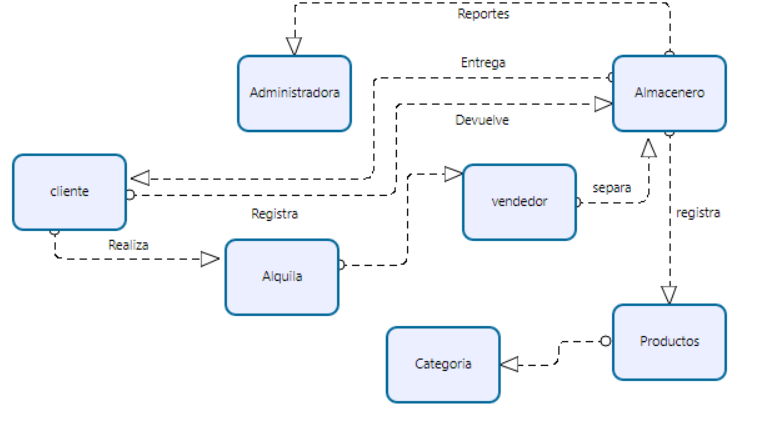 Reportes
Entrega
Administradora
Almacenero
Devuelve
cliente
separa
vendedor
Registra
registra
Realiza
Alquila
Productos
Categoria